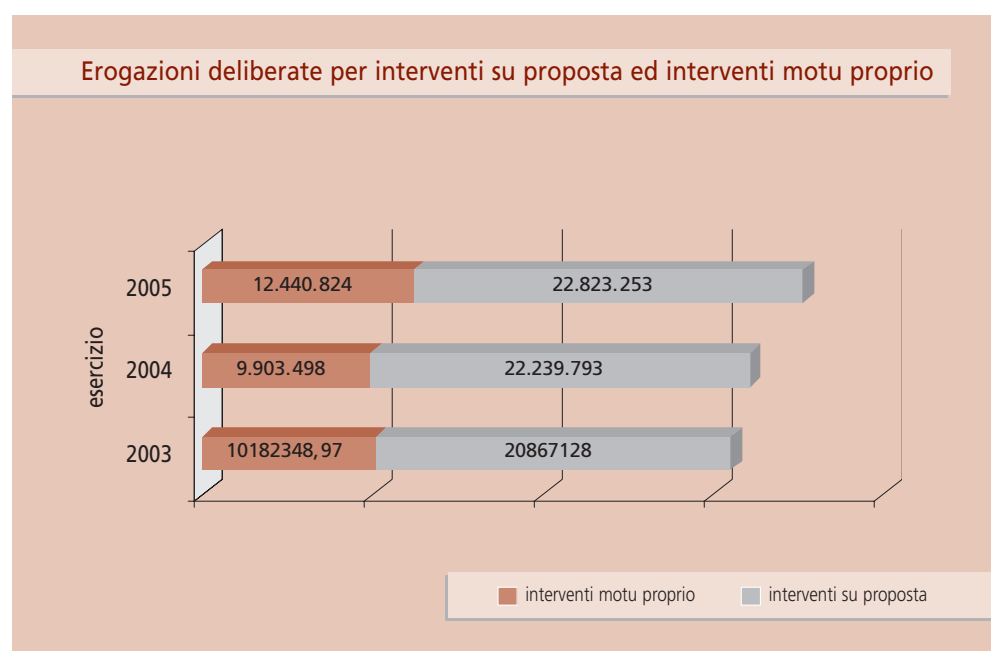 Erogazioni deliberate per interventi su proposta ed interventi motu proprio
esercizio
2005 12.440.824 22.823.253
2004 9.903.498 22.239.793
2003 10182348,97 20867128
interventi motu proprio interventi su proposta